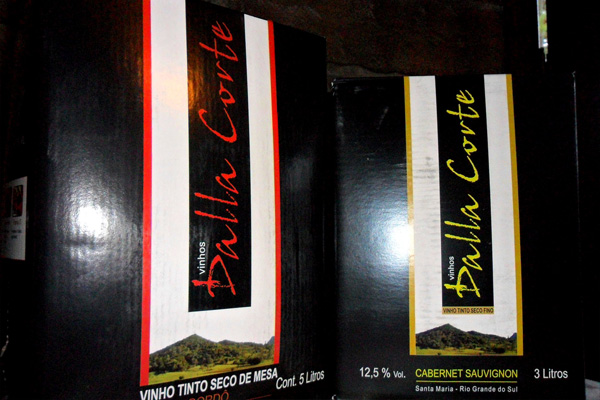 vinhos
Dalla Corte
VINHO TINTO SECO DE MESA
BORDÔ
Cont. 5 Litros
vinhos
Dalla Corte
VINHO TINTO SECO FINO
12,5 % Vol.
CABERNET SAUVIGNON
3 Litros
Santa Maria - Rio Grande do Sul